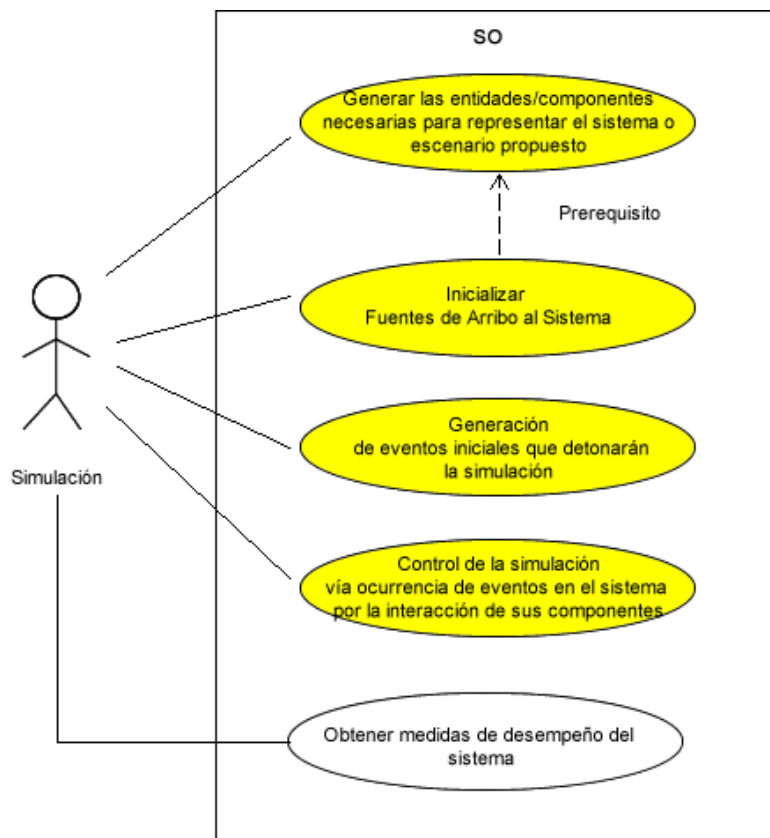 SO
Generar las entidades/componentes
necesarias para representar el sistema o
escenario propuesto
Prerequisito
Inicializar
Fuentes de Arribo al Sistema
Generación
de eventos iniciales que detonarán
la simulación
Simulación
Control de la simulación
vía ocurrencia de eventos en el sistema
por la interacción de sus componentes
Obtener medidas de desempeño del
sistema